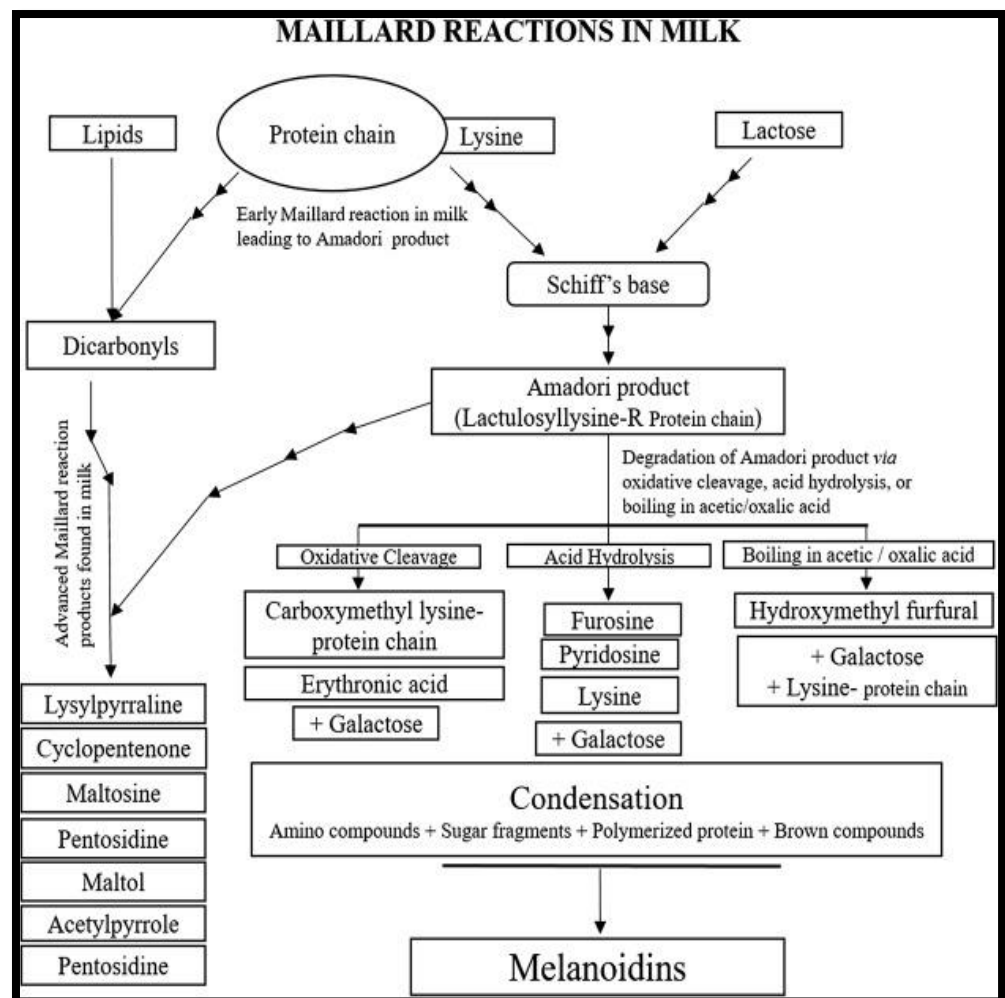 MAILLARD REACTIONS IN MILK
Lipids
Protein chain
Lysine
Lactose
Early Maillard reaction in milk
leading to Amadori product
Schiff's base
Dicarbonyls
Amadori product
(Lactulosyllysine-R Protein chain)
Degradation of Amadori product via
oxidative cleavage, acid hydrolysis, or
boiling in acetic/oxalic acid
Advanced Maillard reaction
products found in milk
Oxidative Cleavage
Carboxymethyl lysine-
protein chain
Erythronic acid
+ Galactose
Acid Hydrolysis
Furosine
Pyridosine
Lysine
+ Galactose
Boiling in acetic / oxalic acid
Hydroxymethyl furfural
+ Galactose
+ Lysine- protein chain
Lysylpyrraline
Cyclopentenone
Maltosine
Pentosidine
Maltol
Acetylpyrrole
Pentosidine
Condensation
Amino compounds + Sugar fragments + Polymerized protein + Brown compounds
Melanoidins